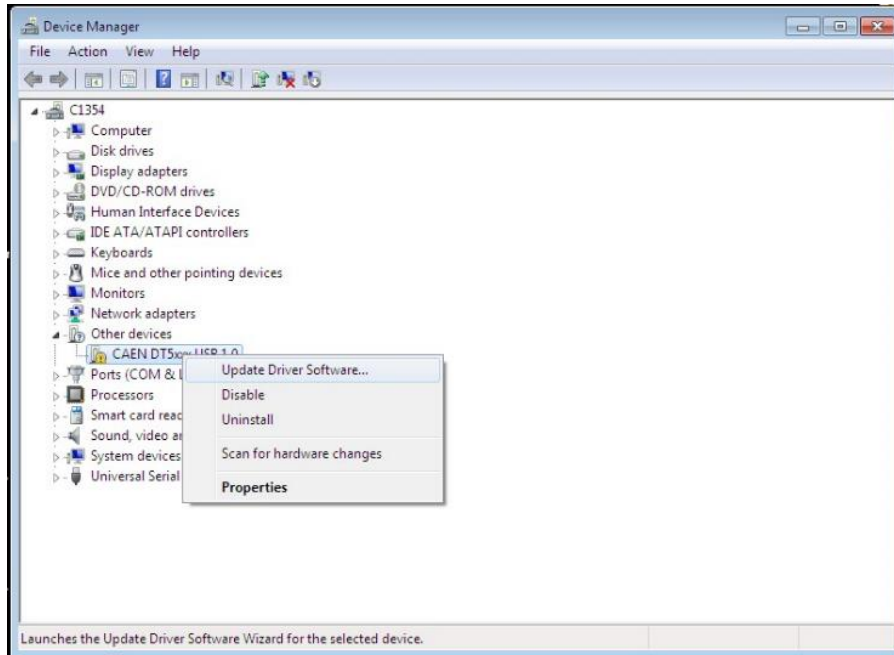 Device Manager
File Action View Help
C1354
Computer
Disk drives
Display adapters
DVD/CD-ROM drives
Human Interface Devices
IDE ATA/ATAPI controllers
Keyboards
Mice and other pointing devices
Monitors
Network adapters
Other devices
CAEN DT5xxx USB 1.0
Ports (COM &
Processors
Smart card
Sound, video
System devices
Universal Serial
Update Driver Software...
Disable
Uninstall
Scan for hardware changes
Properties
Launches the Update Driver Software Wizard for the selected device.